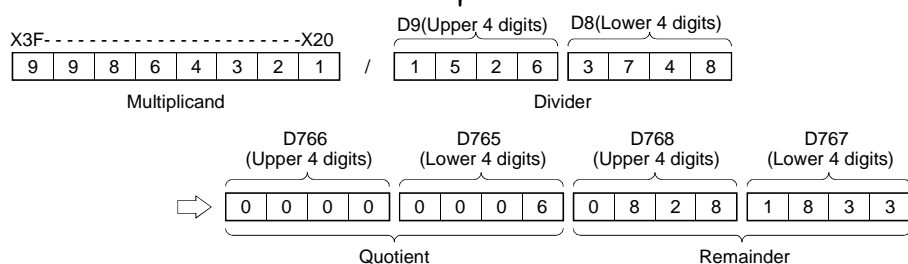 D9(Upper 4 digits) D8(Lower 4 digits)
X3F- - - - - - - - - - - - - - - - - - - - - - -X20
9 9 8 6 4 3 2 1 / 1 5 2 6 3 7 4 8
Multiplicand Divider
D766 D765 D768 D767
(Upper 4 digits) (Lower 4 digits) (Upper 4 digits) (Lower 4 digits)
0 0 0 0 0 0 0 6 0 8 2 8 1 8 3 3
Quotient Remainder